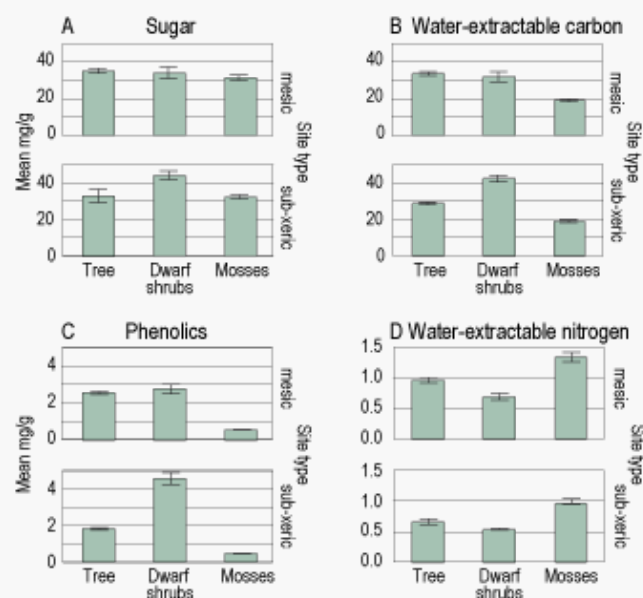 A Sugar
B Water-extractable carbon
Mean mg/g
40
20
0
mesic
40
20
0
sub-xeric
Site type
Tree Dwarf shrubs Mosses
40
20
0
mesic
40
20
0
sub-xeric
Site type
Tree Dwarf shrubs Mosses
C Phenolics
D Water-extractable nitrogen
Mean mg/g
4
2
0
mesic
Mean mg/g
4
2
0
sub-xeric
Site type
Tree Dwarf shrubs Mosses
1.5
1.0
0.5
0.0
mesic
1.5
1.0
0.5
0.0
sub-xeric
Site type
Tree Dwarf shrubs Mosses